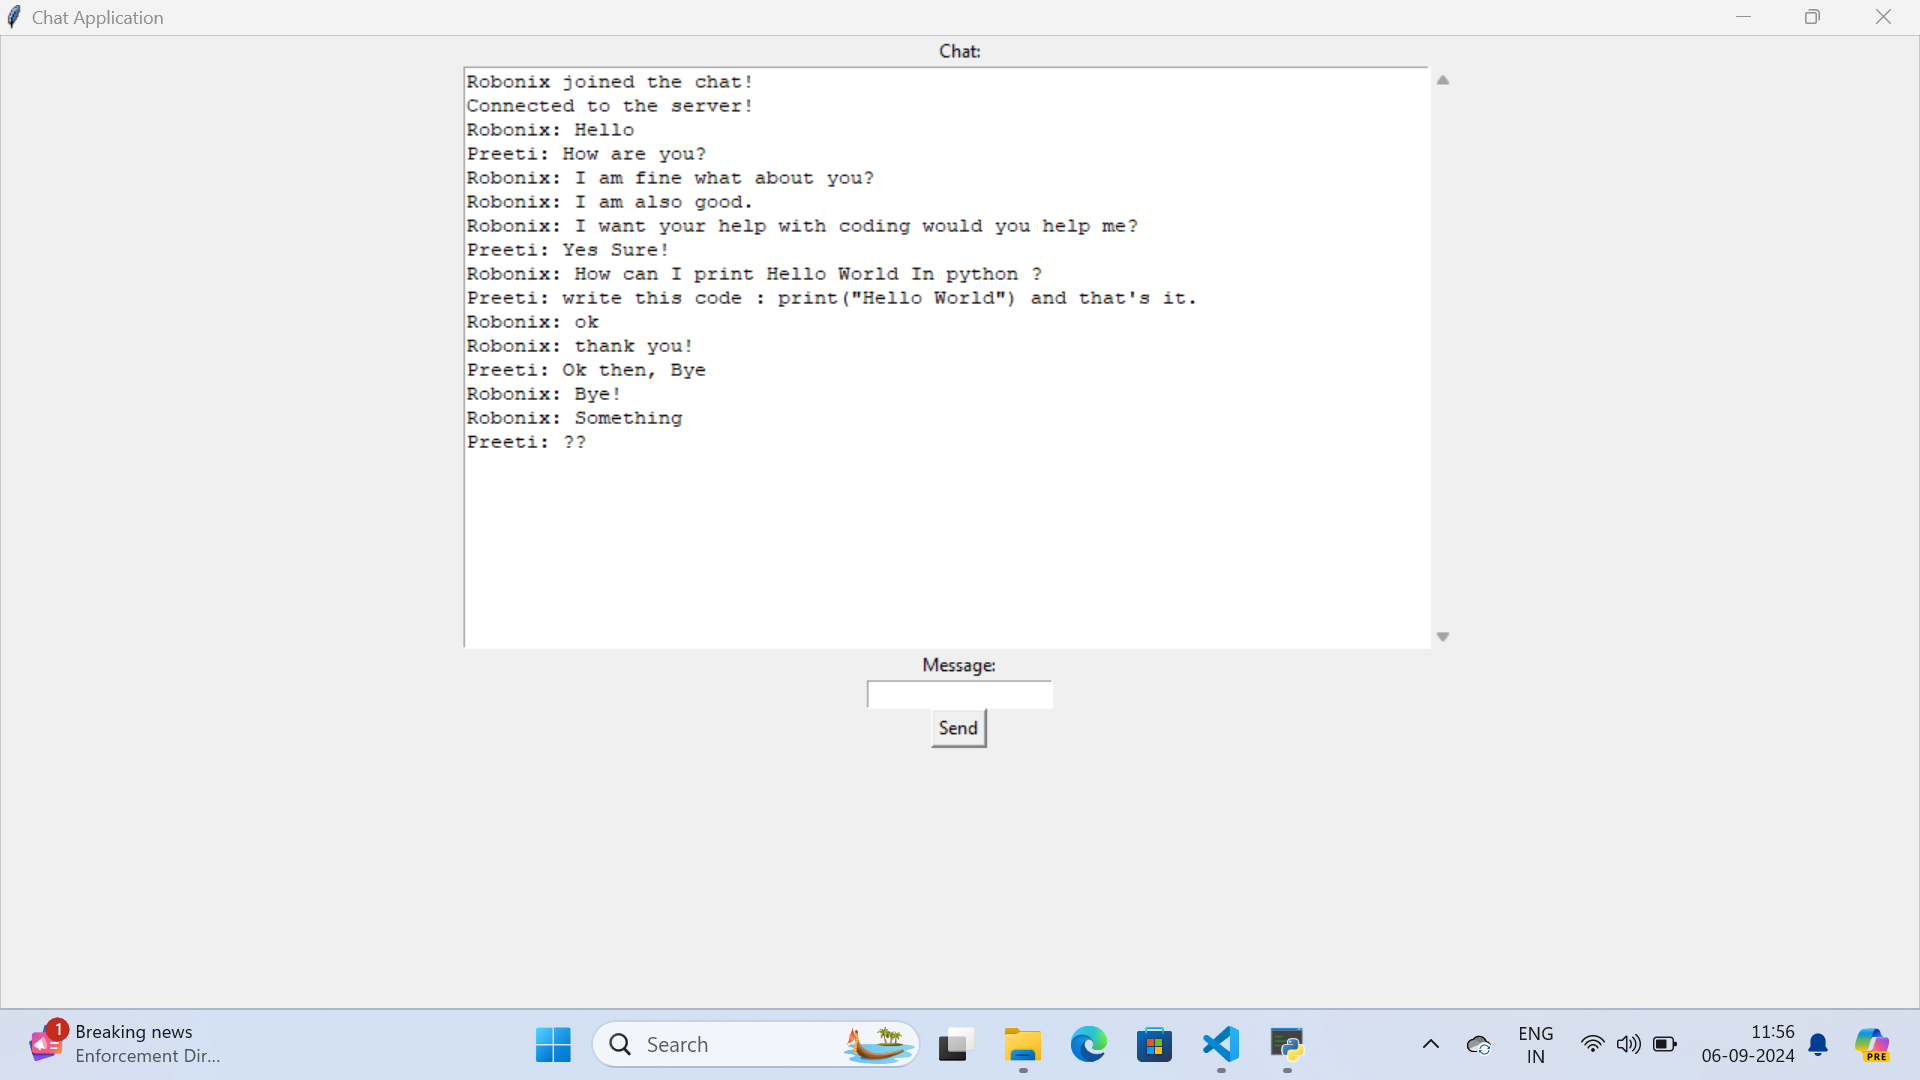 Chat Application
Chat:
Robonix joined the chat!
Connected to the server!
Robonix: Hello
Preeti: How are you?
Robonix: I am fine what about you?
Robonix: I am also good.
Robonix: I want your help with coding would you help me?
Preeti: Yes Sure!
Robonix: How can I print Hello World In python ?
Preeti: write this code : print("Hello World") and that's it.
Robonix: ok
Robonix: thank you!
Preeti: Ok then, Bye
Robonix: Bye!
Robonix: Something
Preeti: ??
Message:
Send
1
Breaking news
Enforcement Dir...
Search
ENG
IN
11:56
06-09-2024
PRE